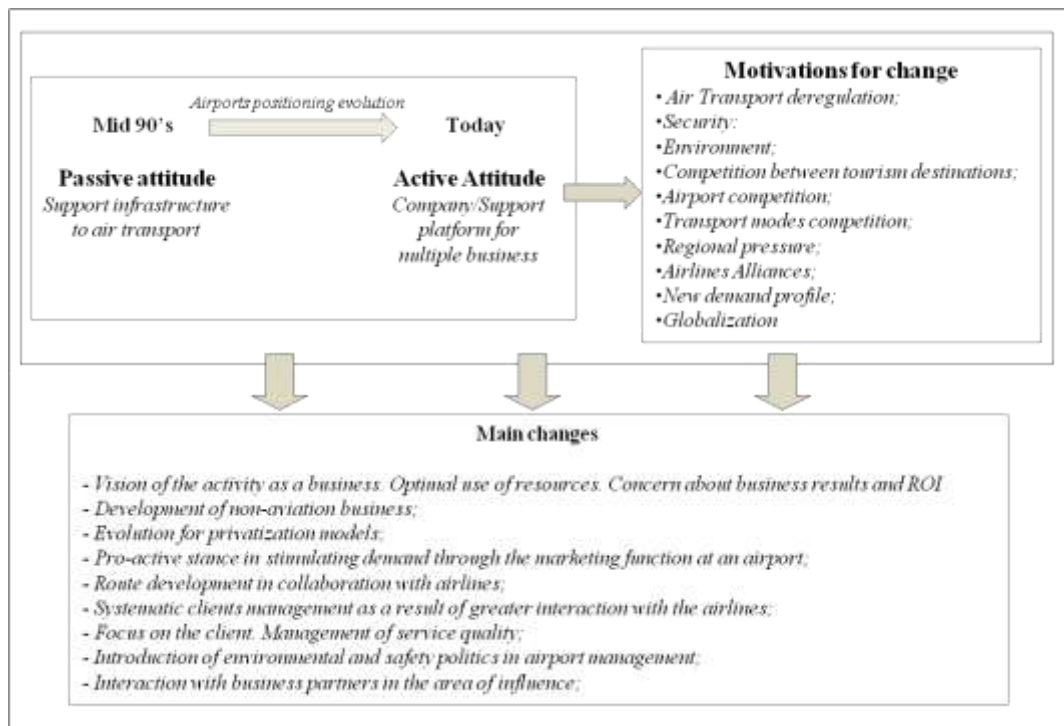 Airports positioning evolution
Mid 90's
Today
Passive attitude
Support infrastructure
to air transport
Active Attitude
Company/Support
platform for
multiple business
Motivations for change
•Air Transport deregulation;
•Security:
•Environment;
•Competition between tourism destinations;
•Airport competition;
•Transport modes competition;
•Regional pressure;
•Airlines Alliances;
•New demand profile;
•Globalization
Main changes
- Vision of the activity as a business. Optimal use of resources. Concern about business results and ROI
- Development of non-aviation business;
- Evolution for privatization models;
- Pro-active stance in stimulating demand through the marketing function at an airport;
- Route development in collaboration with airlines;
- Systematic clients management as a result of greater interaction with the airlines;
- Focus on the client. Management of service quality;
- Introduction of environmental and safety politics in airport management;
- Interaction with business partners in the area of influence;